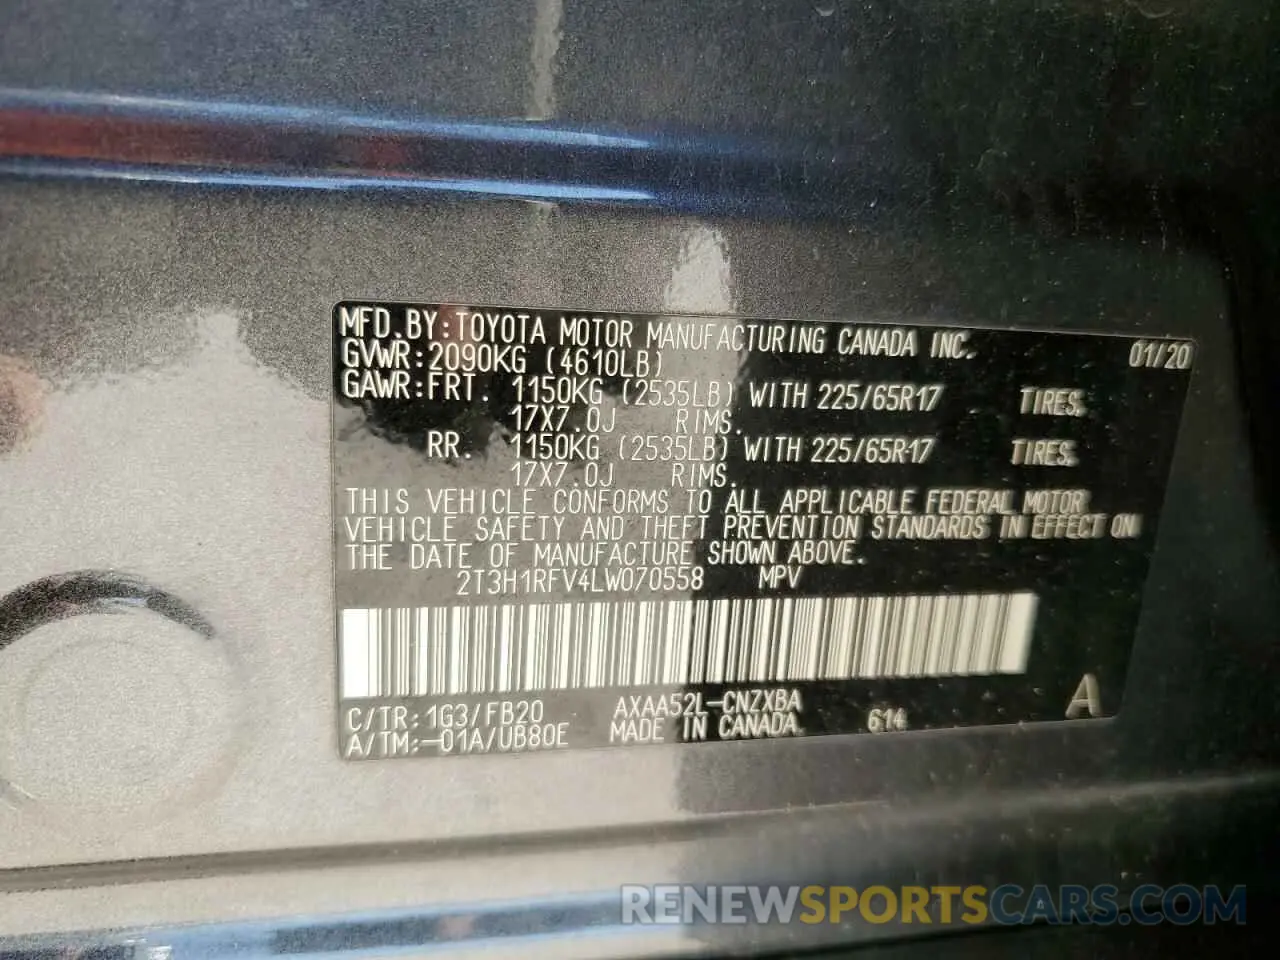 MFD.BY:TOYOTA MOTOR MANUFACTURING CANADA INC. 01/20
GVWR:2090KG (4610LB)
GAWR:FRT. 1150KG (2535LB) WITH 225/65R17 TIRES.
17X7.0J RIMS.
RR. 1150KG (2535LB) WITH 225/65R17 TIRES.
17X7.0J RIMS.
THIS VEHICLE CONFORMS TO ALL APPLICABLE FEDERAL MOTOR
VEHICLE SAFETY AND THEFT PREVENTION STANDARDS IN EFFECT ON
THE DATE OF MANUFACTURE SHOWN ABOVE.
2T3H1RFV4LW070558 MPV
C/TR:1G3/FB20 AXAA52L-CNZXBA A
A/TM:-01A/UB80E MADE IN CANADA. 614
RENEWSPORTSCARS.COM